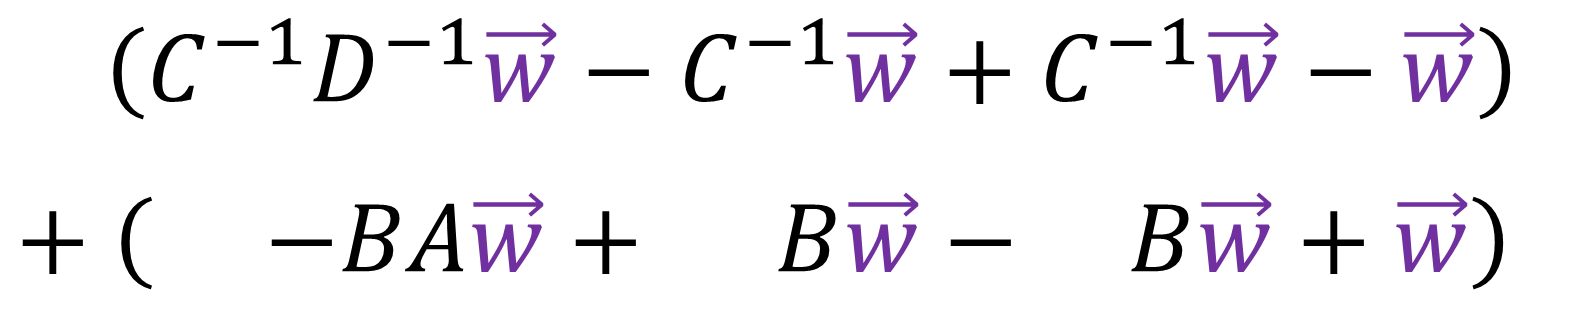 (C⁻¹D⁻¹w⃗ − C⁻¹w⃗ + C⁻¹w⃗ − w⃗)
+ ( −BAw⃗ + Bw⃗ − Bw⃗ + w⃗)